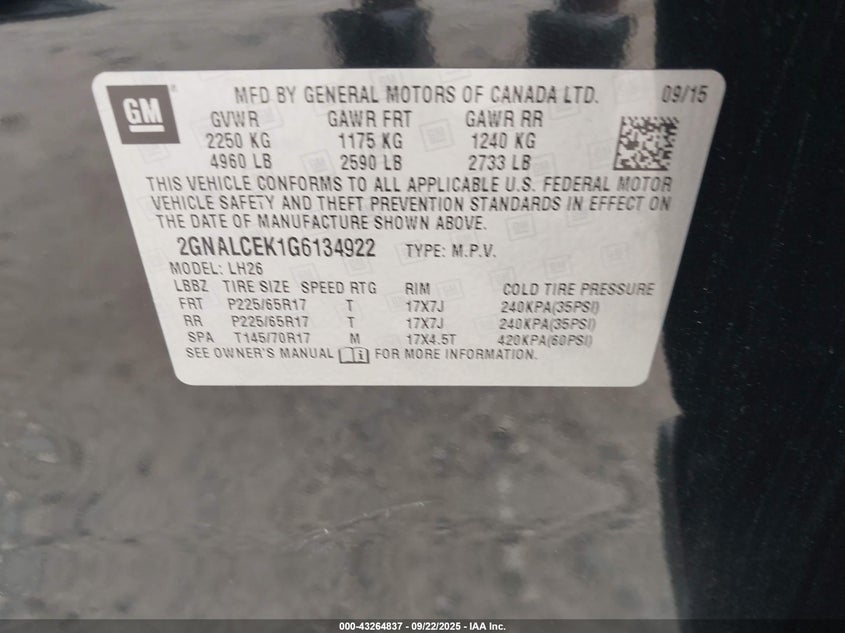 GM
MFD BY GENERAL MOTORS OF CANADA LTD. 09/15
GVWR GAWR FRT GAWR RR
2250 KG 1175 KG 1240 KG
4960 LB 2590 LB 2733 LB
THIS VEHICLE CONFORMS TO ALL APPLICABLE U.S. FEDERAL MOTOR
VEHICLE SAFETY AND THEFT PREVENTION STANDARDS IN EFFECT ON
THE DATE OF MANUFACTURE SHOWN ABOVE.
2GNALCEK1G6134922 TYPE: M.P.V.
MODEL: LH26
LBBZ TIRE SIZE SPEED RTG RIM COLD TIRE PRESSURE
FRT P225/65R17 T 17X7J 240KPA(35PSI)
RR P225/65R17 T 17X7J 240KPA(35PSI)
SPA T145/70R17 M 17X4.5T 420KPA(60PSI)
SEE OWNER'S MANUAL FOR MORE INFORMATION.
000-43264837 - 09/22/2025 - IAA Inc.